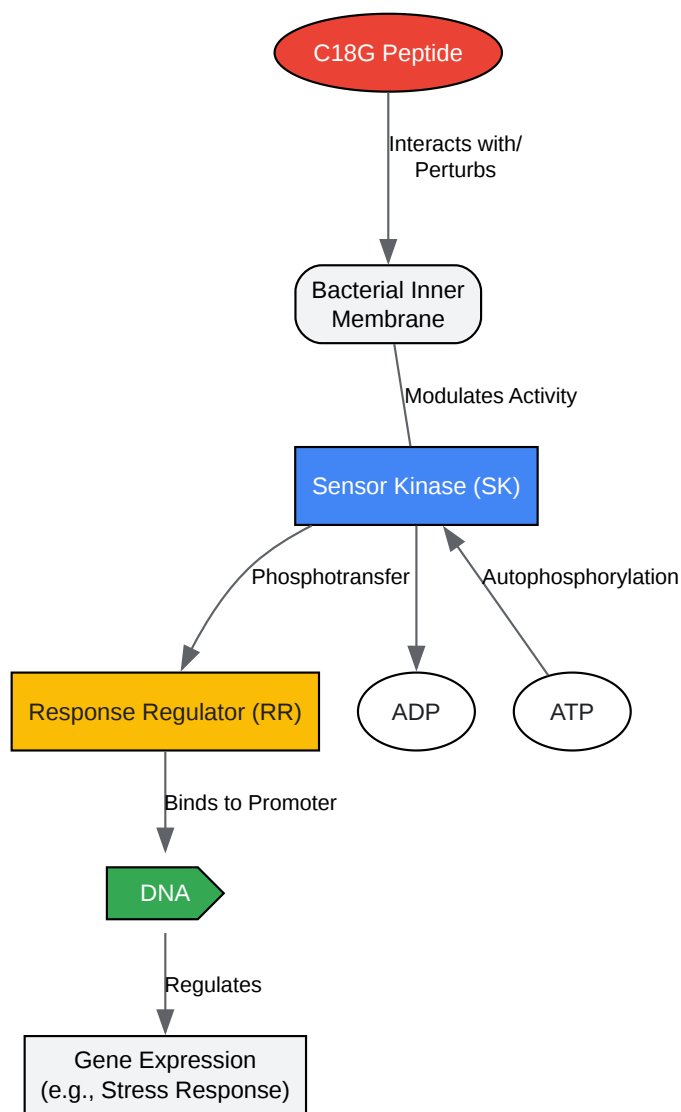 C18G Peptide
Interacts with/
Perturbs
Bacterial Inner
Membrane
Modulates Activity
Sensor Kinase (SK)
Phosphotransfer
Autophosphorylation
Response Regulator (RR)
ADP
ATP
Binds to Promoter
DNA
Regulates
Gene Expression
(e.g., Stress Response)